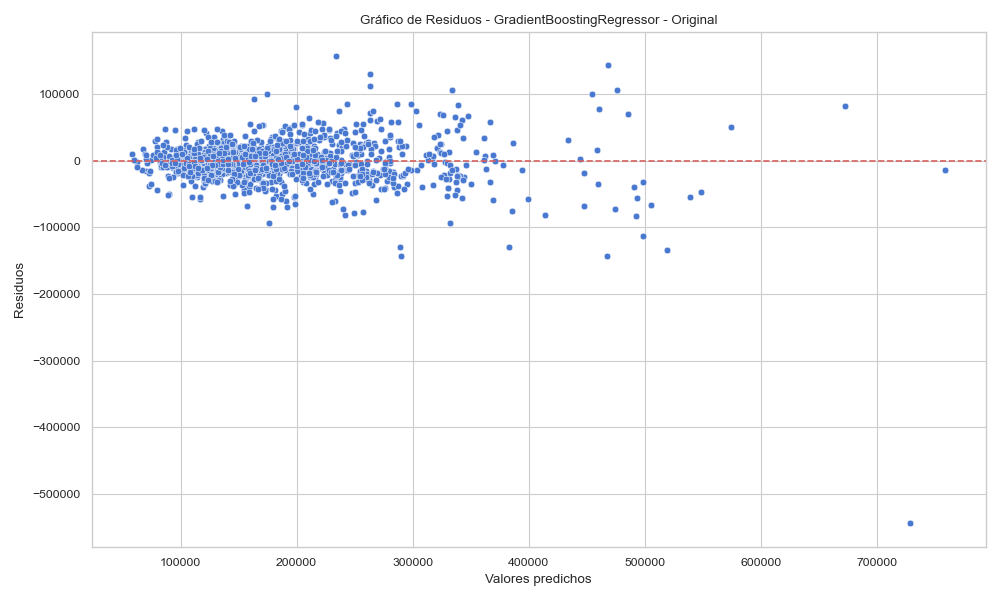 Gráfico de Residuos - GradientBoostingRegressor - Original
Residuos
100000
0
−100000
−200000
−300000
−400000
−500000
100000 200000 300000 400000 500000 600000 700000
Valores predichos